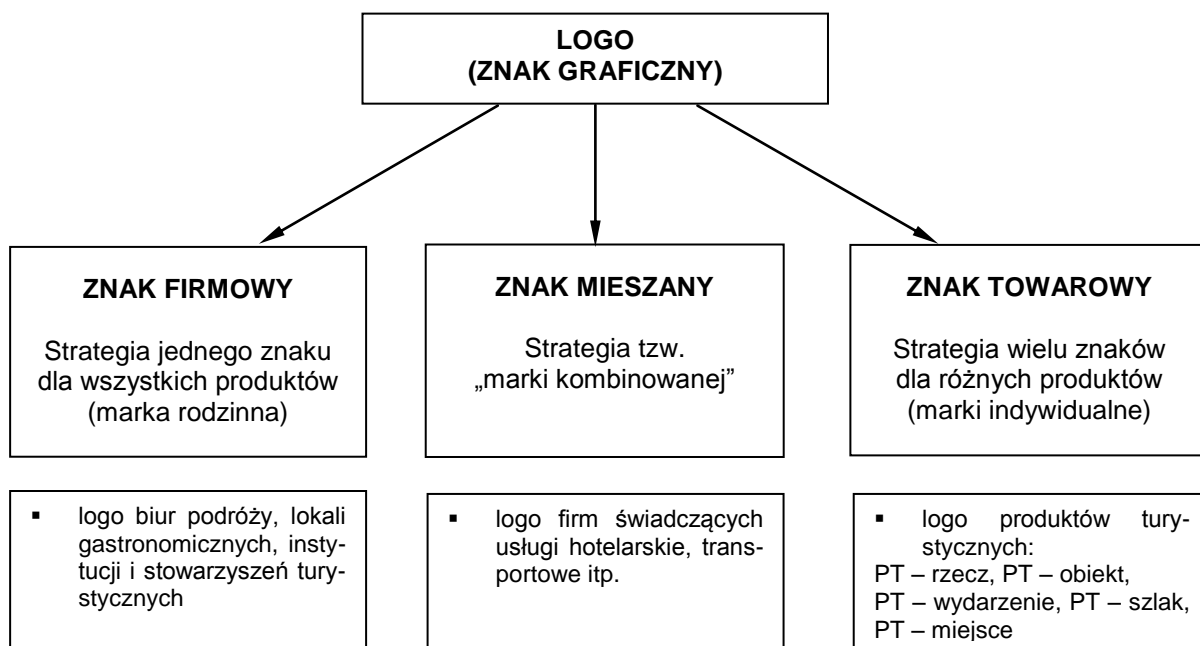 LOGO
(ZNAK GRAFICZNY)
ZNAK FIRMOWY
Strategia jednego znaku
dla wszystkich produktów
(marka rodzinna)
ZNAK MIESZANY
Strategia tzw.
„marki kombinowanej”
ZNAK TOWAROWY
Strategia wielu znaków
dla różnych produktów
(marki indywidualne)
▪ logo biur podróży, lokali
gastronomicznych, insty-
tucji i stowarzyszeń tury-
stycznych
▪ logo firm świadczących
usługi hotelarskie, trans-
portowe itp.
▪ logo produktów tury-
stycznych:
PT – rzecz, PT – obiekt,
PT – wydarzenie, PT – szlak,
PT – miejsce